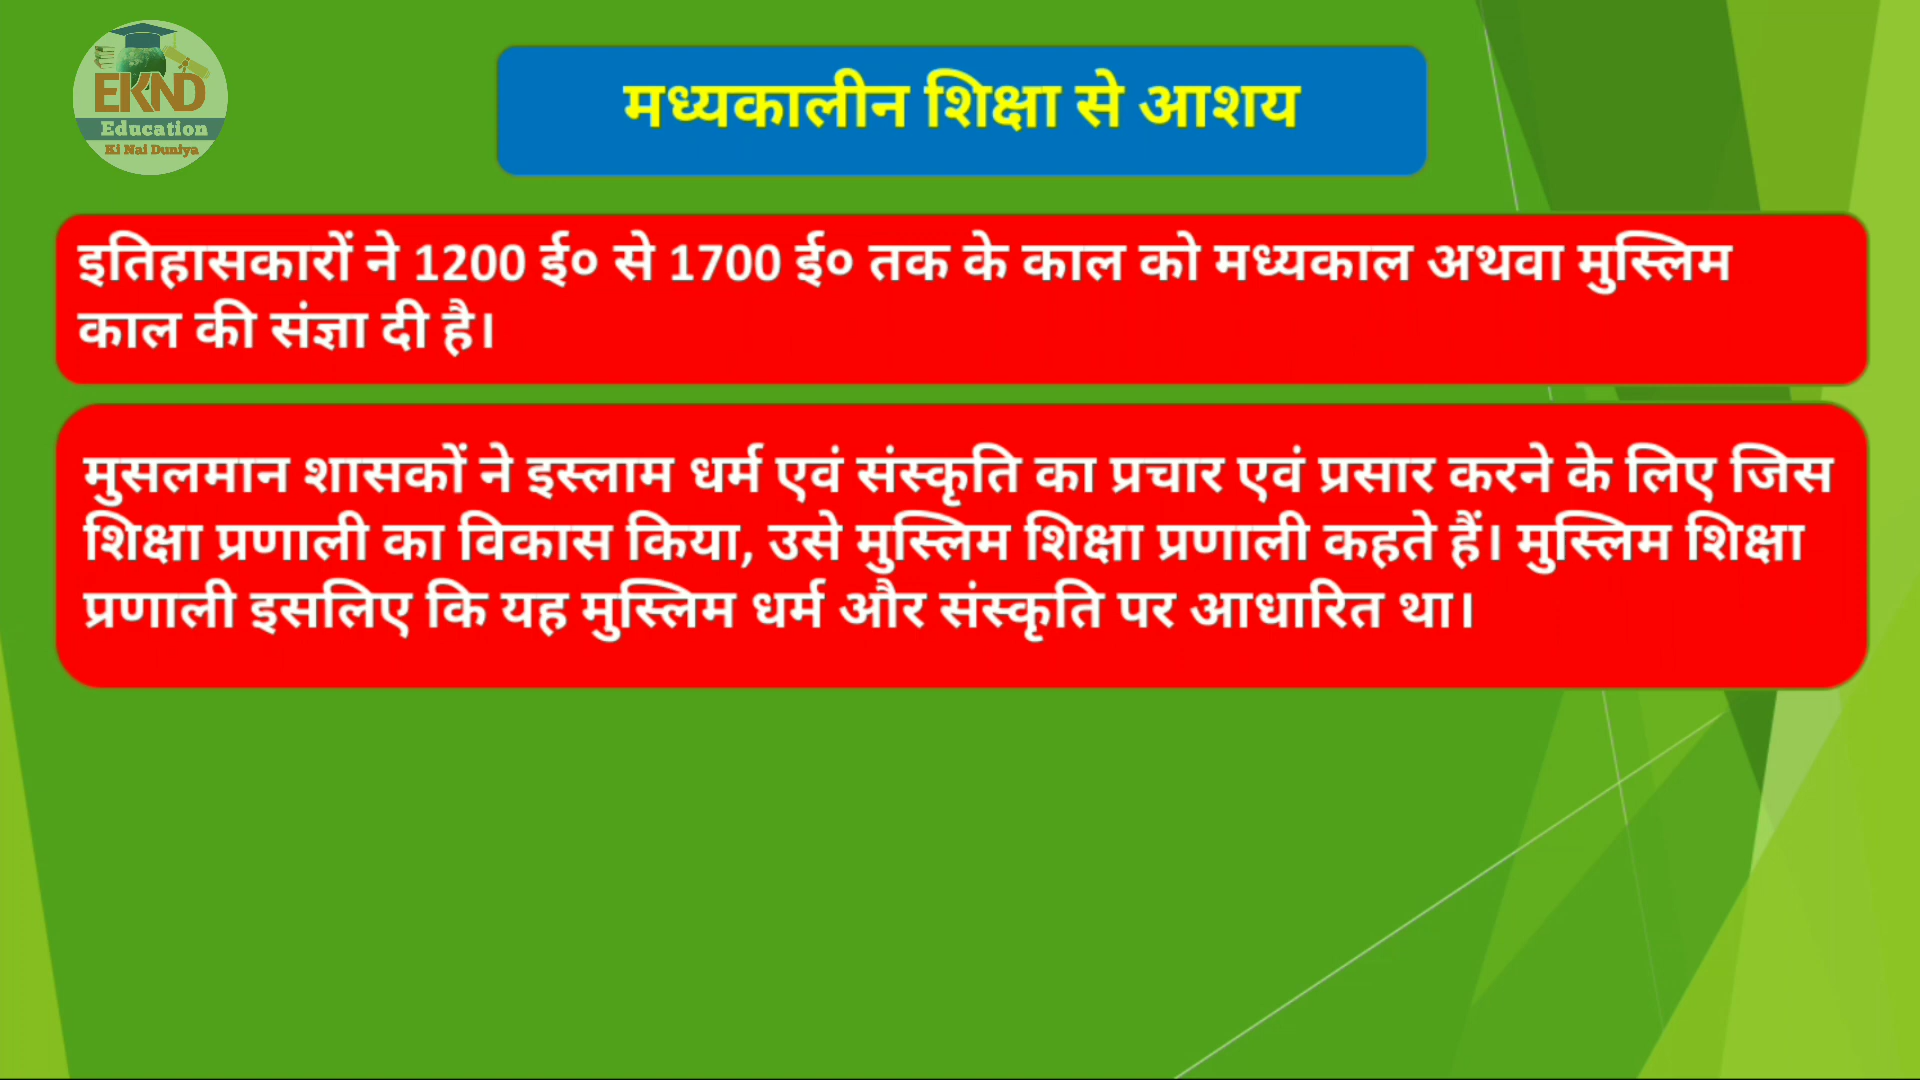 EKND
Education
Ki Nai Duniya
मध्यकालीन शिक्षा से आशय
इतिहासकारों ने 1200 ई० से 1700 ई० तक के काल को मध्यकाल अथवा मुस्लिम
काल की संज्ञा दी है।
मुसलमान शासकों ने इस्लाम धर्म एवं संस्कृति का प्रचार एवं प्रसार करने के लिए जिस
शिक्षा प्रणाली का विकास किया, उसे मुस्लिम शिक्षा प्रणाली कहते हैं। मुस्लिम शिक्षा
प्रणाली इसलिए कि यह मुस्लिम धर्म और संस्कृति पर आधारित था।